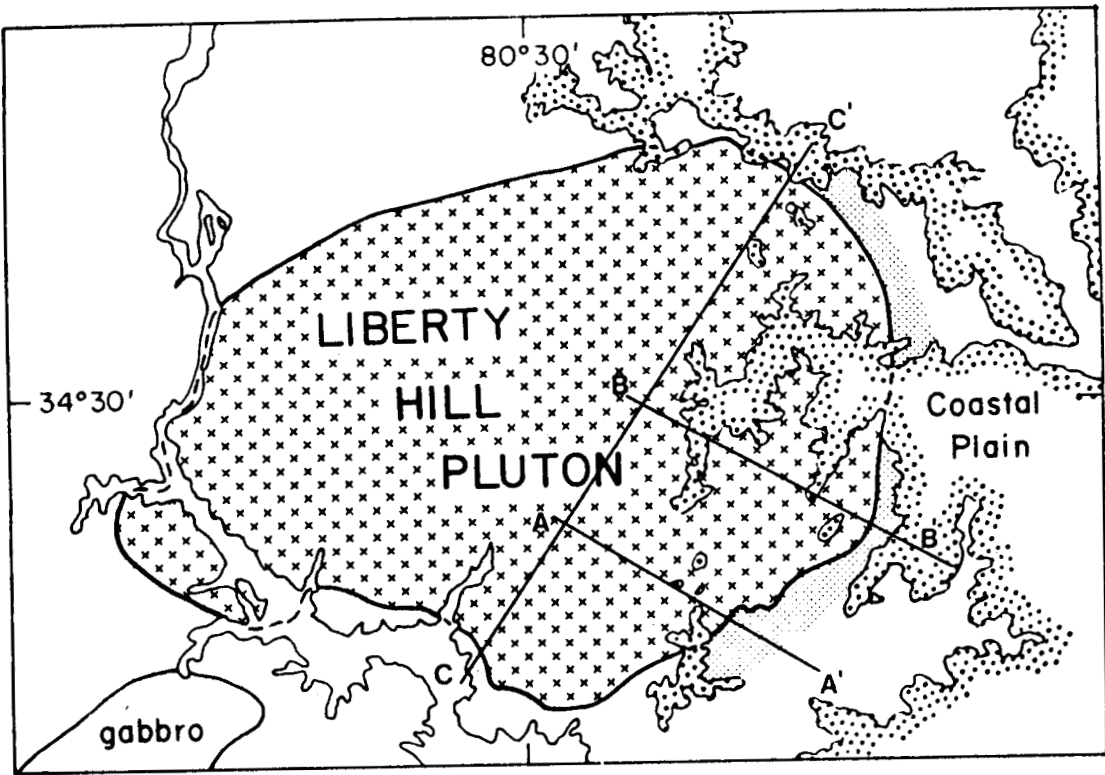 80°30'
C'
LIBERTY
HILL
PLUTON
34°30'
B
Coastal
Plain
A
B
C
A'
gabbro